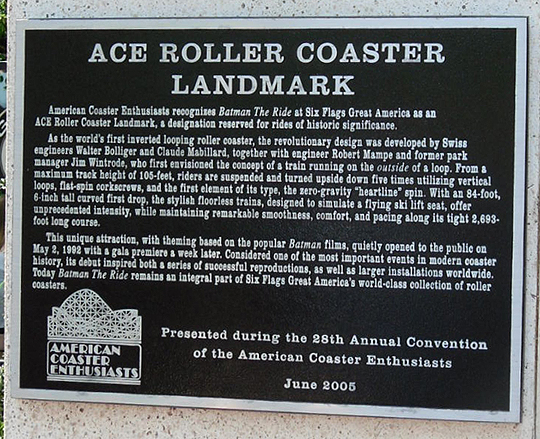 ACE ROLLER COASTER
LANDMARK
American Coaster Enthusiasts recognizes Batman The Ride at Six Flags Great America as an
ACE Roller Coaster Landmark, a designation reserved for rides of historic significance.
As the world's first inverted looping roller coaster, the revolutionary design was developed by Swiss
engineers Walter Bolliger and Claude Mabillard, together with engineer Robert Mampe and former park
manager Jim Wintrode, who first envisioned the concept of a train running on the outside of a loop. From a
maximum track height of 105-feet, riders are suspended and turned upside down five times utilizing vertical
loops, flat-spin corkscrews, and the first element of its type, the zero-gravity "heartline" spin. With an 84-foot,
6-inch tall curved first drop, the stylish floorless trains, designed to simulate a flying ski lift seat, offer
unprecedented intensity, while maintaining remarkable smoothness, comfort, and pacing along its tight 2,693-
foot long course.
This unique attraction, with theming based on the popular Batman films, quietly opened to the public on
May 2, 1992 with a gala premiere a week later. Considered one of the most important events in modern coaster
history, its debut inspired both a series of successful reproductions, as well as larger installations worldwide.
Today Batman The Ride remains an integral part of Six Flags Great America's world-class collection of roller
coasters.
AMERICAN
COASTER
ENTHUSIASTS
Presented during the 28th Annual Convention
of the American Coaster Enthusiasts
June 2005